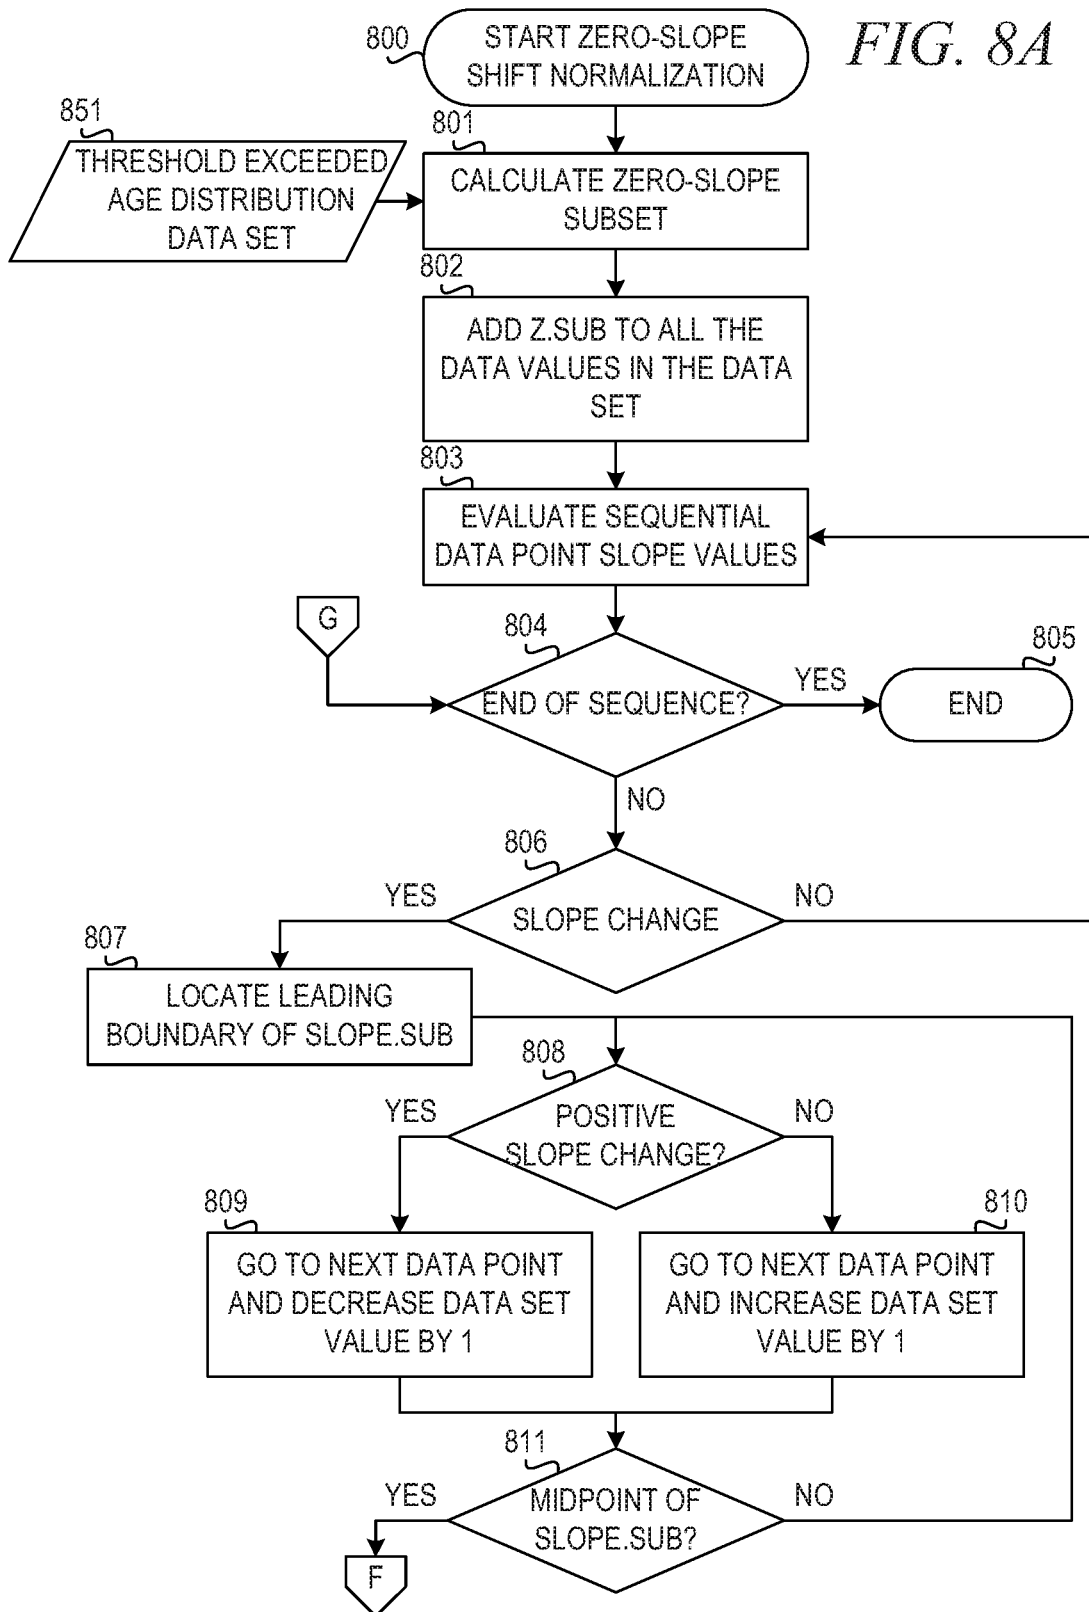 FIG. 8A
800
START ZERO-SLOPE
SHIFT NORMALIZATION
851
THRESHOLD EXCEEDED
AGE DISTRIBUTION
DATA SET
801
CALCULATE ZERO-SLOPE
SUBSET
802
ADD Z.SUB TO ALL THE
DATA VALUES IN THE DATA
SET
803
EVALUATE SEQUENTIAL
DATA POINT SLOPE VALUES
G
804
END OF SEQUENCE?
YES
805
END
NO
806
YES
SLOPE CHANGE
NO
807
LOCATE LEADING
BOUNDARY OF SLOPE.SUB
808
YES
POSITIVE
SLOPE CHANGE?
NO
809
GO TO NEXT DATA POINT
AND DECREASE DATA SET
VALUE BY 1
810
GO TO NEXT DATA POINT
AND INCREASE DATA SET
VALUE BY 1
811
YES
MIDPOINT OF
SLOPE.SUB?
NO
F